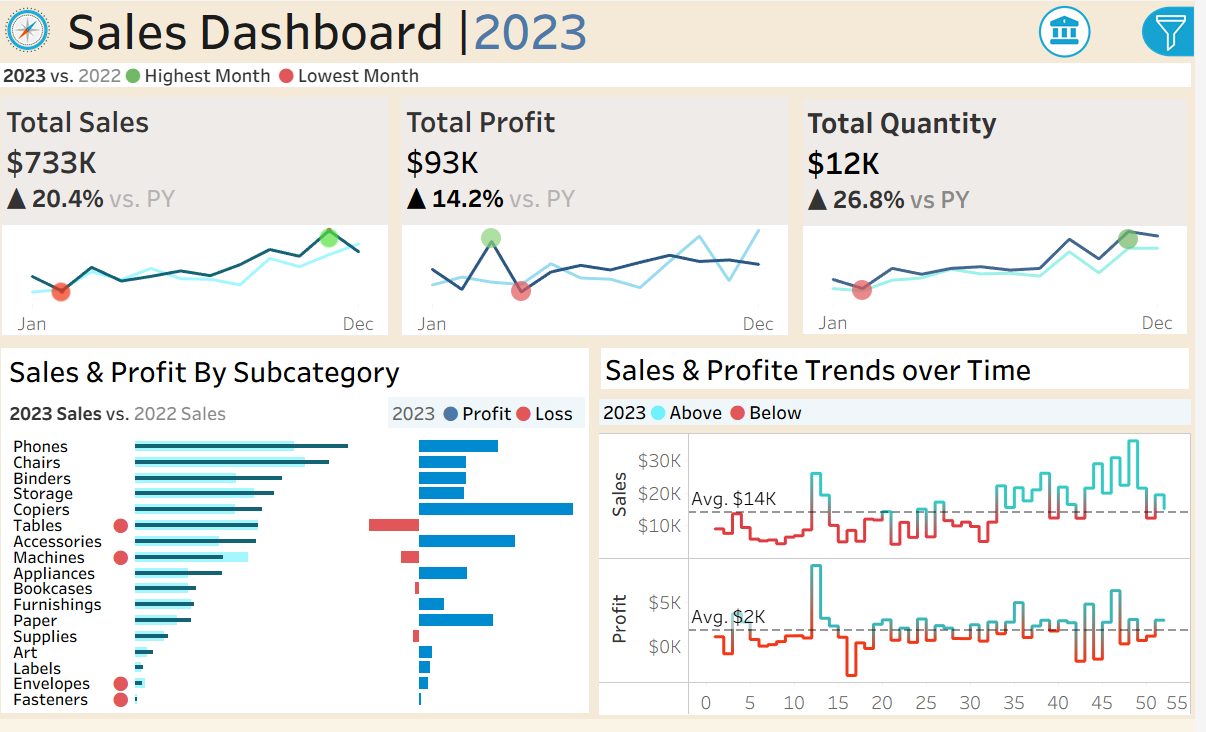 Sales Dashboard |2023
2023 vs. 2022 Highest Month Lowest Month
Total Sales
$733K
▲ 20.4% vs. PY
Jan Dec
Total Profit
$93K
▲ 14.2% vs. PY
Jan Dec
Total Quantity
$12K
▲ 26.8% vs PY
Jan Dec
Sales & Profit By Subcategory
2023 Sales vs. 2022 Sales
2023 Profit Loss
Phones
Chairs
Binders
Storage
Copiers
Tables
Accessories
Machines
Appliances
Bookcases
Furnishings
Paper
Supplies
Art
Labels
Envelopes
Fasteners
Sales & Profite Trends over Time
2023 Above Below
Sales
$30K
$20K
$10K
Avg. $14K
Profit
$5K
$0K
Avg. $2K
0 5 10 15 20 25 30 35 40 45 50 55